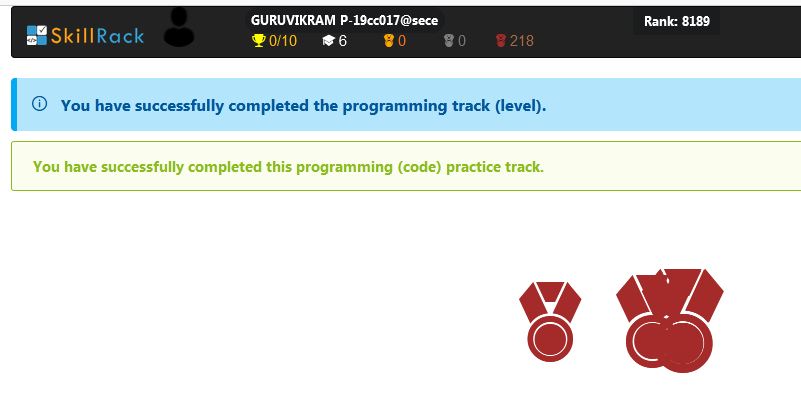 SkillRack
GURUVIKRAM P-19cc017@sece
Rank: 8189
0/10 6 0 0 218
You have successfully completed the programming track (level).
You have successfully completed this programming (code) practice track.